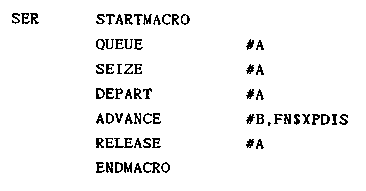 SER STARTMACRO
QUEUE #A
SEIZE #A
DEPART #A
ADVANCE #B,FN$XPDIS
RELEASE #A
ENDMACRO